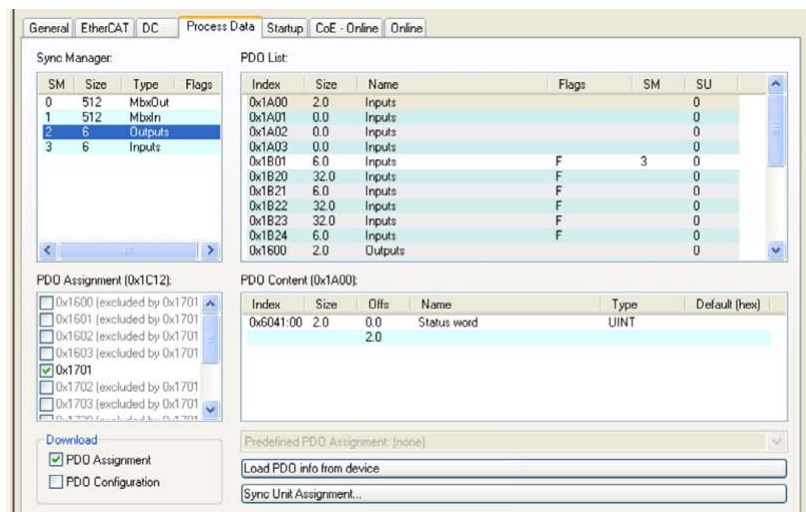 General EtherCAT DC Process Data Startup CoE - Online Online
Sync Manager:
SM Size Type Flags
0 512 MbxOut
1 512 MbxIn
2 6 Outputs
3 6 Inputs
PDO List:
Index Size Name Flags SM SU
0x1A00 2.0 Inputs 0
0x1A01 0.0 Inputs 0
0x1A02 0.0 Inputs 0
0x1A03 0.0 Inputs 0
0x1B01 6.0 Inputs F 3 0
0x1B20 32.0 Inputs F 0
0x1B21 6.0 Inputs F 0
0x1B22 32.0 Inputs F 0
0x1B23 32.0 Inputs F 0
0x1B24 6.0 Inputs F 0
0x1600 2.0 Outputs 0
PDO Assignment (0x1C12):
0x1600 (excluded by 0x1701
0x1601 (excluded by 0x1701
0x1602 (excluded by 0x1701
0x1603 (excluded by 0x1701
0x1701
0x1702 (excluded by 0x1701
0x1703 (excluded by 0x1701
PDO Content (0x1A00):
Index Size Offs Name Type Default (hex)
0x6041:00 2.0 0.0 Status word UINT
2.0
Download
PDO Assignment
PDO Configuration
Predefined PDO Assignment: (none)
Load PDO info from device
Sync Unit Assignment...